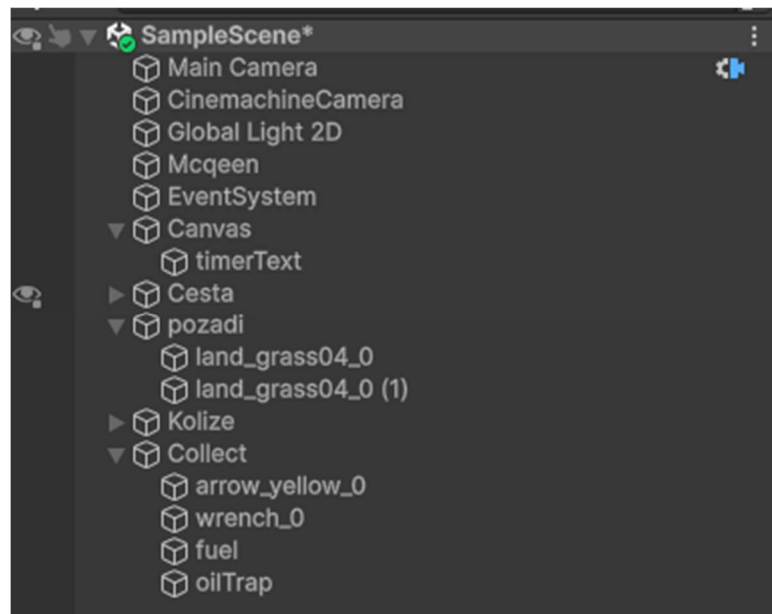 SampleScene*
Main Camera
CinemachineCamera
Global Light 2D
Mcqeen
EventSystem
Canvas
timerText
Cesta
pozadi
land_grass04_0
land_grass04_0 (1)
Kolize
Collect
arrow_yellow_0
wrench_0
fuel
oilTrap